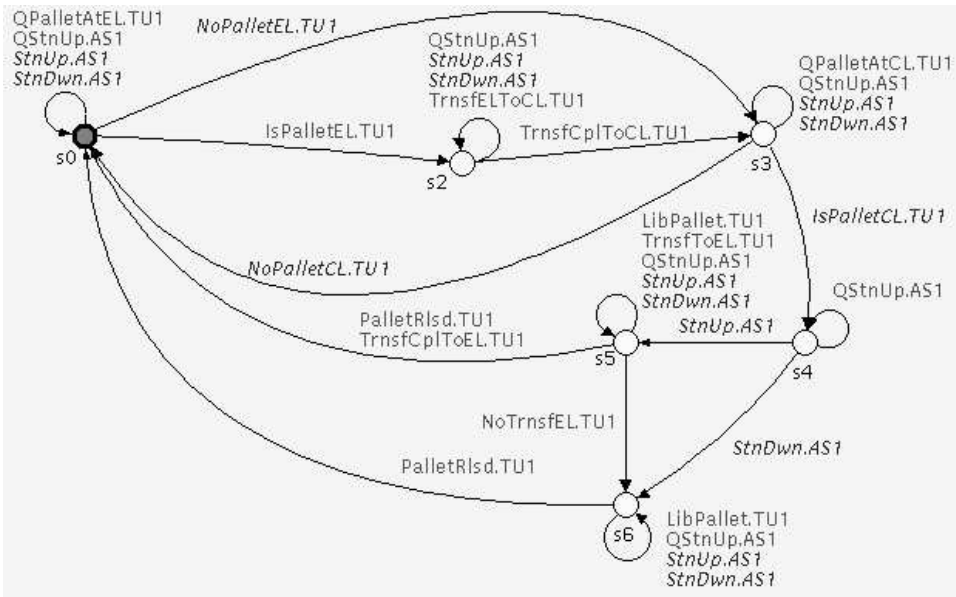 QPalletAtEL.TU1
QStnUp.AS1
StnUp.AS1
StnDwn.AS1
NoPalletEL.TU1
QStnUp.AS1
StnUp.AS1
StnDwn.AS1
TrnsfELToCL.TU1
QPalletAtCL.TU1
QStnUp.AS1
StnUp.AS1
StnDwn.AS1
IsPalletEL.TU1
TrnsfCplToCL.TU1
s0
s2
s3
IsPalletCL.TU1
LibPallet.TU1
TrnsfToEL.TU1
QStnUp.AS1
StnUp.AS1
StnDwn.AS1
NoPalletCL.TU1
QStnUp.AS1
PalletRlsd.TU1
TrnsfCplToEL.TU1
StnUp.AS1
s5
s4
NoTrnsfEL.TU1
StnDwn.AS1
PalletRlsd.TU1
s6
LibPallet.TU1
QStnUp.AS1
StnUp.AS1
StnDwn.AS1